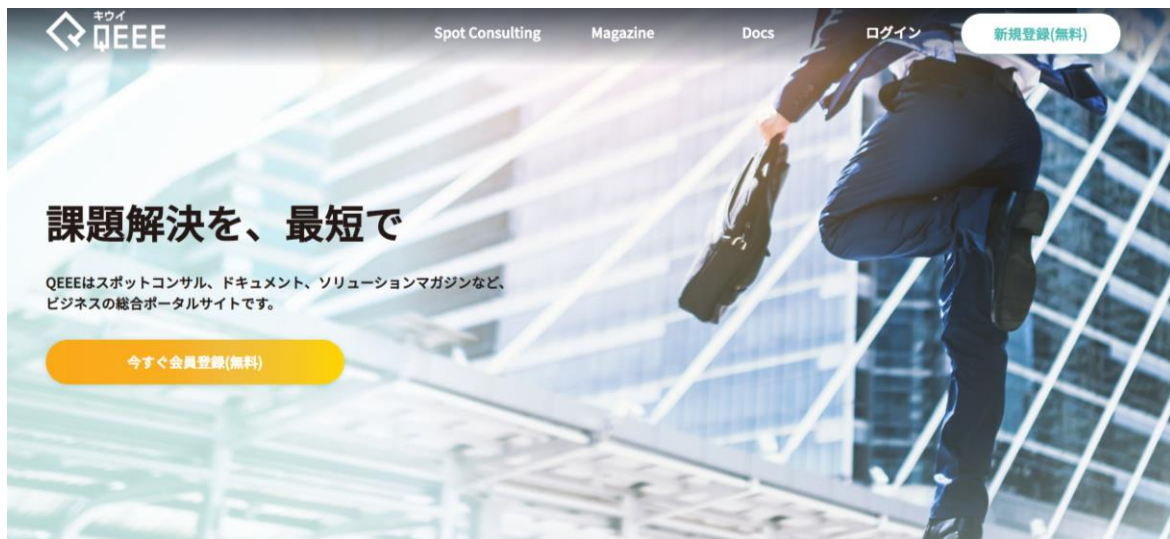 キウイ
QEEE
Spot Consulting
Magazine
Docs
ログイン
新規登録(無料)
課題解決を、最短で
QEEEはスポットコンサル、ドキュメント、ソリューションマガジンなど、
ビジネスの総合ポータルサイトです。
今すぐ会員登録(無料)